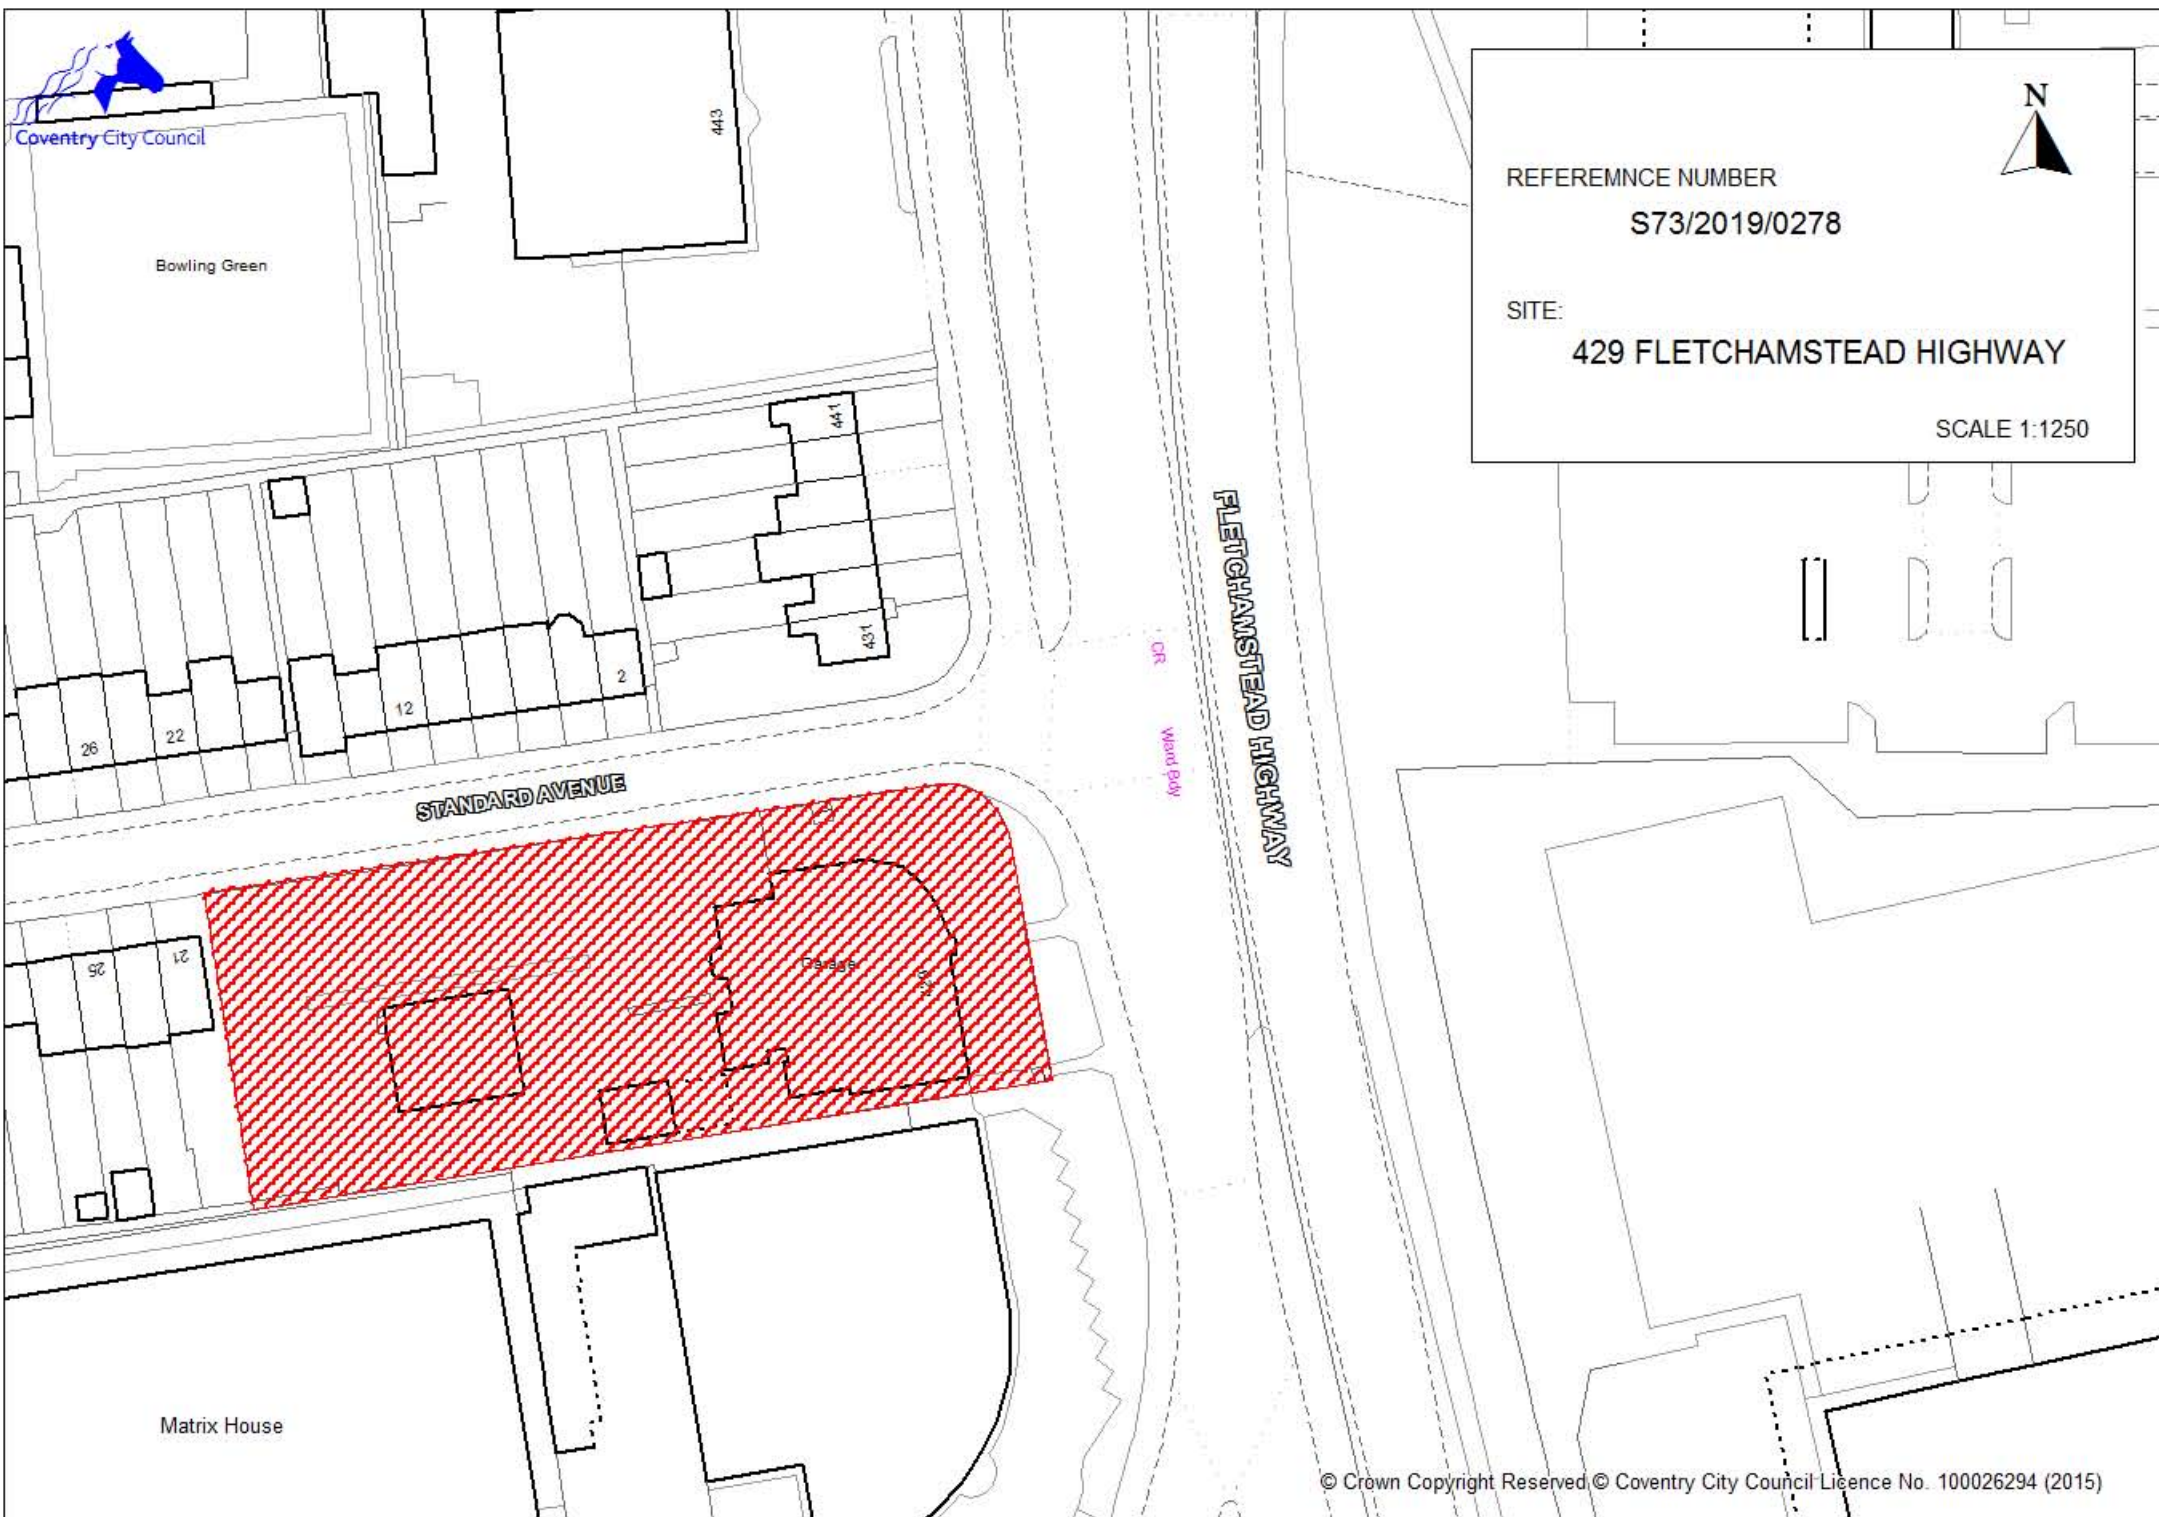 Coventry City Council
443
N
REFEREMNCE NUMBER
S73/2019/0278
SITE:
429 FLETCHAMSTEAD HIGHWAY
SCALE 1:1250
Bowling Green
441
431
2
12
22
26
CR
Ward Bdy
FLETCHAMSTEAD HIGHWAY
STANDARD AVENUE
25
21
Garage
429
Matrix House
© Crown Copyright Reserved © Coventry City Council Licence No. 100026294 (2015)